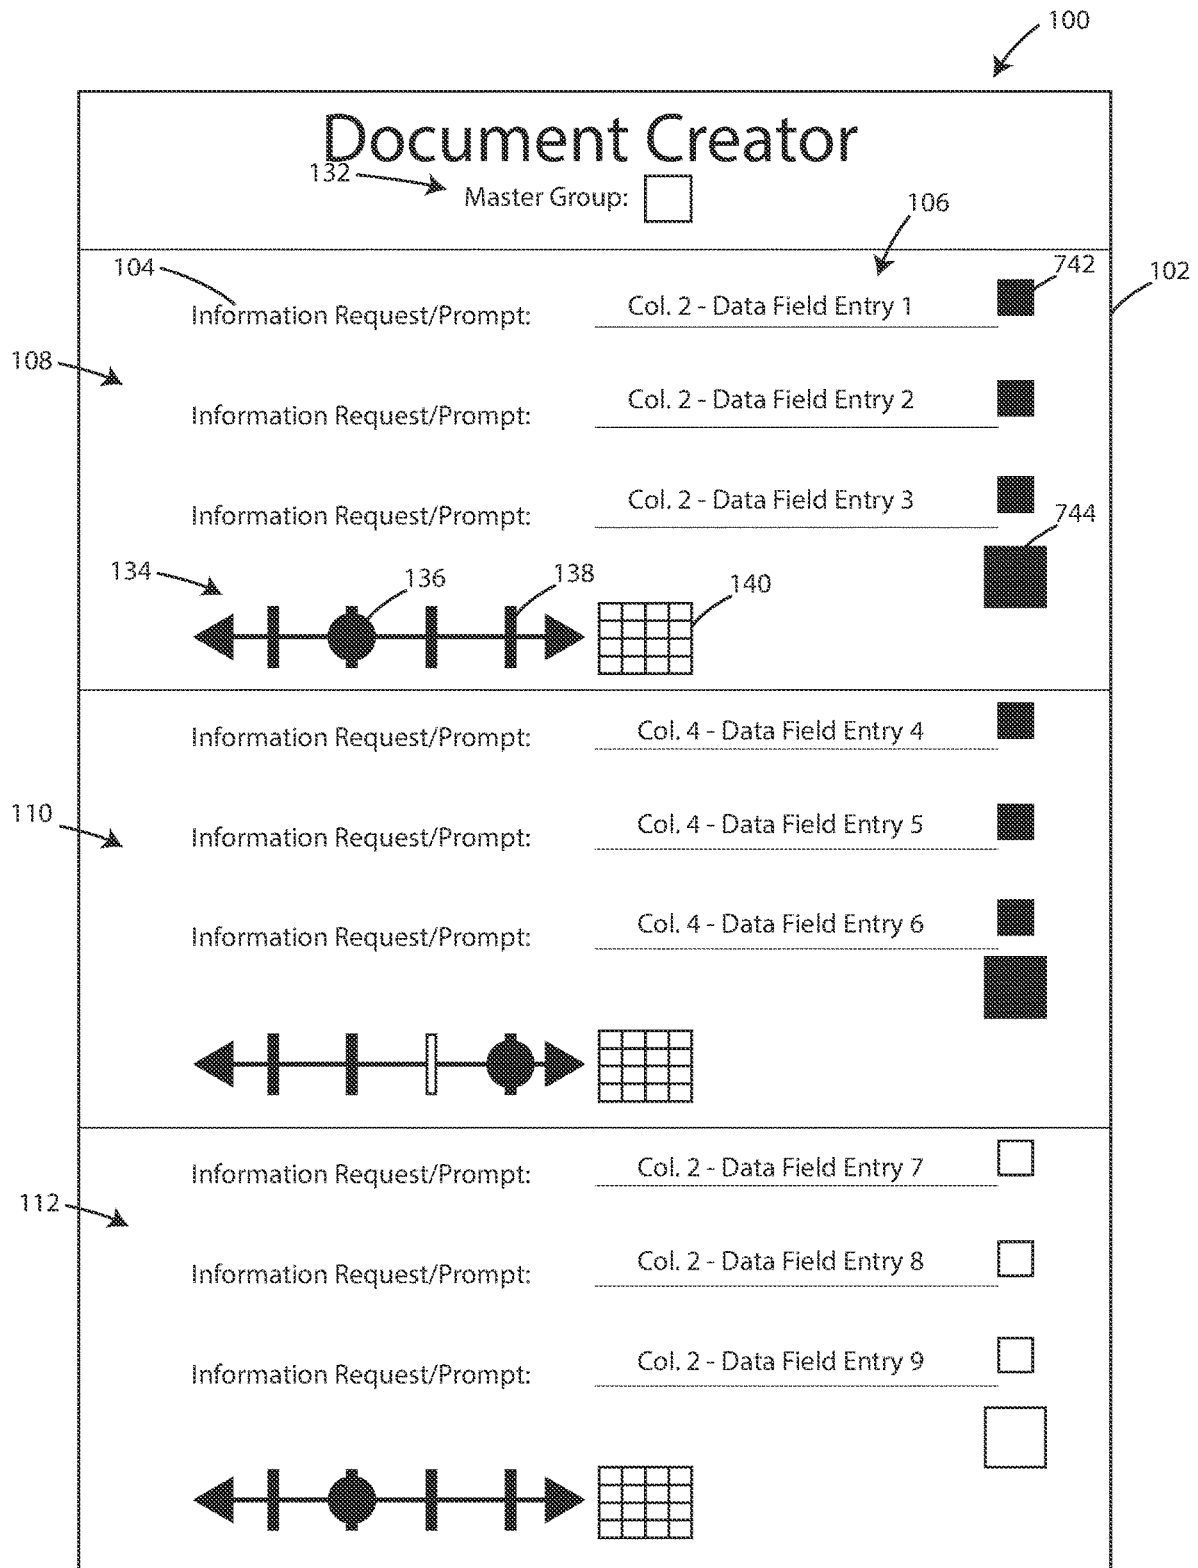 100
Document Creator
132
Master Group:
106
104
742
102
Information Request/Prompt:
Col. 2 - Data Field Entry 1
108
Information Request/Prompt:
Col. 2 - Data Field Entry 2
Information Request/Prompt:
Col. 2 - Data Field Entry 3
744
134
136
138
140
Information Request/Prompt:
Col. 4 - Data Field Entry 4
110
Information Request/Prompt:
Col. 4 - Data Field Entry 5
Information Request/Prompt:
Col. 4 - Data Field Entry 6
Information Request/Prompt:
Col. 2 - Data Field Entry 7
112
Information Request/Prompt:
Col. 2 - Data Field Entry 8
Information Request/Prompt:
Col. 2 - Data Field Entry 9